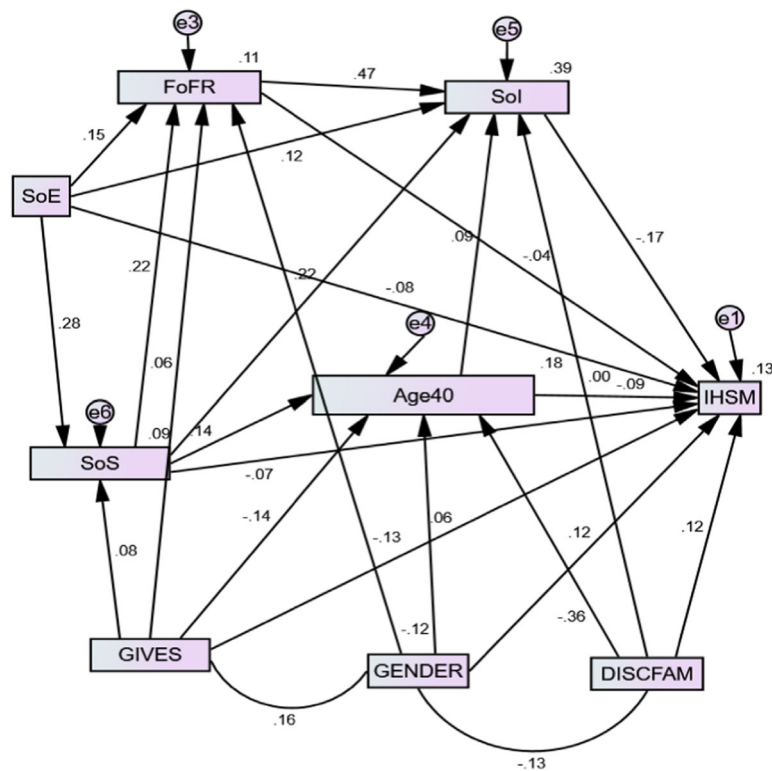 e3
e5
.11
.39
FoFR
.47
SoI
.15
.12
SoE
.22
.09
-.04
-.17
.22
-.08
.28
e4
e1
.06
.18
.00
-.09
.13
Age40
IHSM
e6
.09
.14
SoS
-.07
-.14
-.13
.06
.12
.12
.08
-.12
-.36
GIVES
GENDER
DISCFAM
.16
-.13